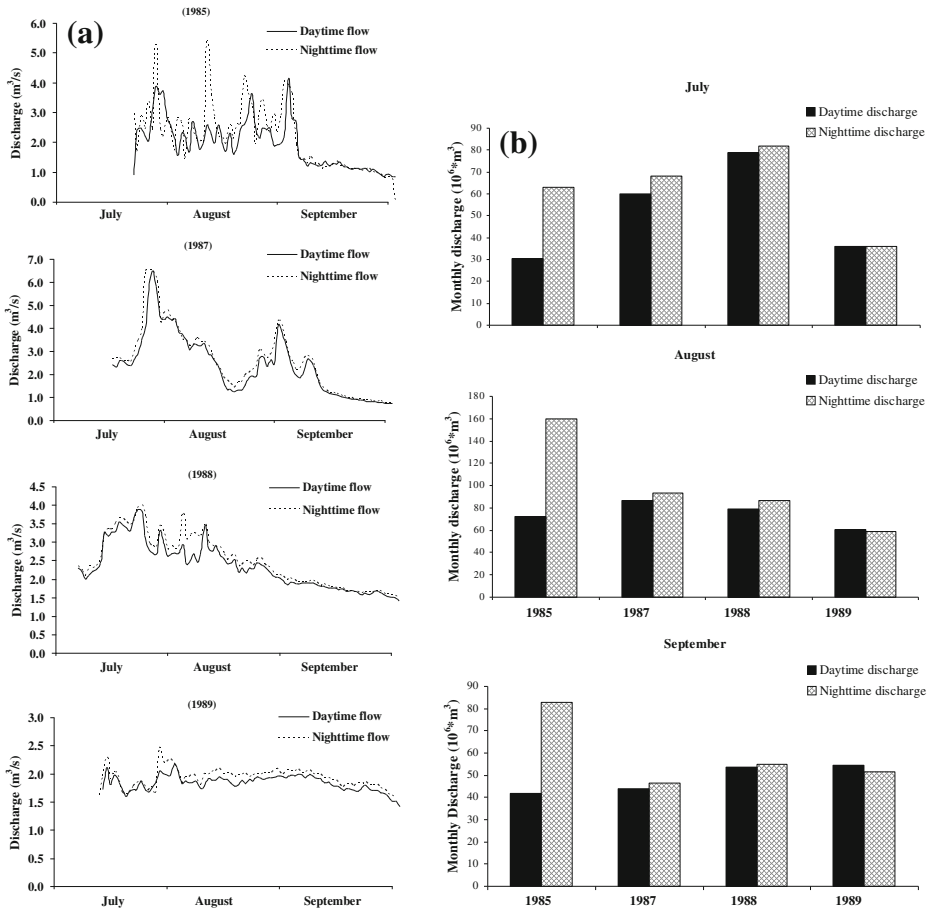 (a)
(1985)
Daytime flow
Nighttime flow
6.0
5.0
4.0
3.0
2.0
1.0
0.0
Discharge (m³/s)
July August September
(1987)
Daytime flow
Nighttime flow
7.0
6.0
5.0
4.0
3.0
2.0
1.0
0.0
Discharge (m³/s)
July August September
(1988)
Daytime flow
Nighttime flow
4.5
4.0
3.5
3.0
2.5
2.0
1.5
1.0
0.5
0.0
Discharge (m³/s)
July August September
(1989)
Daytime flow
Nighttime flow
3.0
2.5
2.0
1.5
1.0
0.5
0.0
Discharge (m³/s)
July August September
(b)
July
Daytime discharge
Nighttime discharge
90
80
70
60
50
40
30
20
10
0
Monthly discharge (10⁶*m³)
August
Daytime discharge
Nighttime discharge
180
160
140
120
100
80
60
40
20
0
Monthly discharge (10⁶*m³)
1985 1987 1988 1989
September
Daytime discharge
Nighttime discharge
90
80
70
60
50
40
30
20
10
0
Monthly Discharge (10⁶*m³)
1985 1987 1988 1989